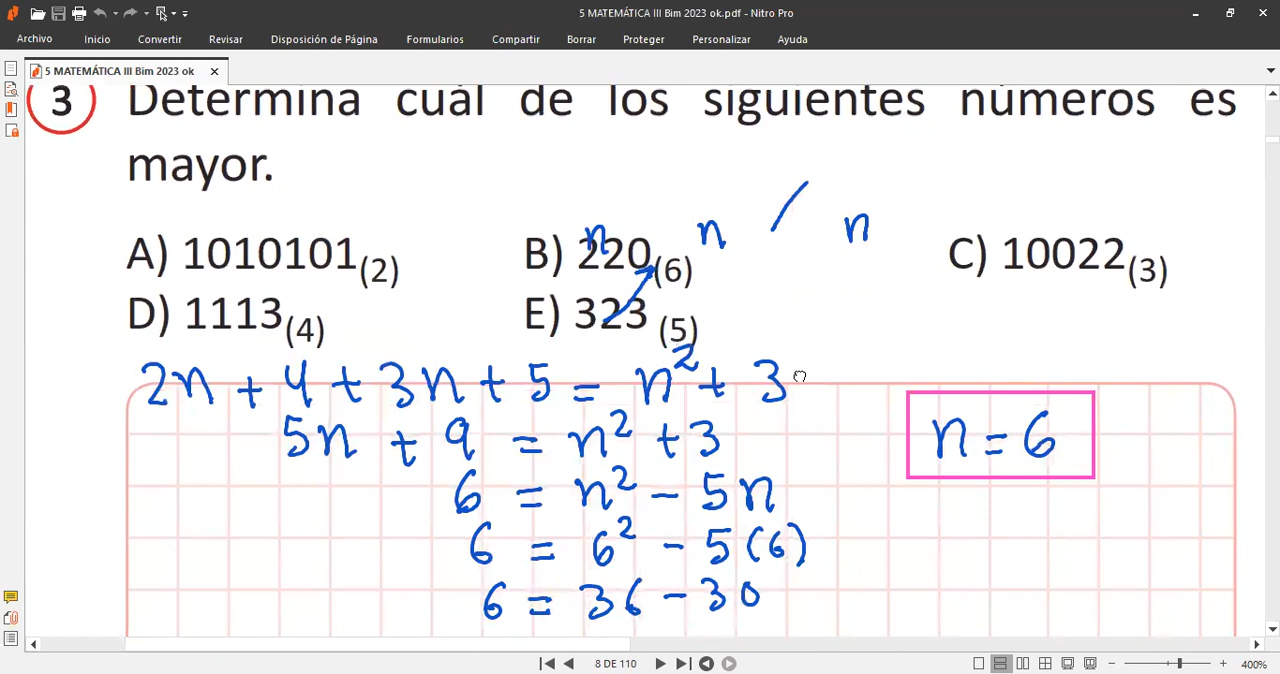 5 MATEMÁTICA III Bim 2023 ok.pdf - Nitro Pro
Archivo Inicio Convertir Revisar Disposición de Página Formularios Compartir Borrar Proteger Personalizar Ayuda
5 MATEMÁTICA III Bim 2023 ok
3 Determina cuál de los siguientes números es
mayor.
n n n
A) 1010101(2) B) 220(6) C) 10022(3)
D) 1113(4) E) 323 (5)
2n + 4 + 3n + 5 = n² + 3
5n + 9 = n² + 3 n = 6
6 = n² - 5n
6 = 6² - 5(6)
6 = 36 - 30
8 DE 110 400%